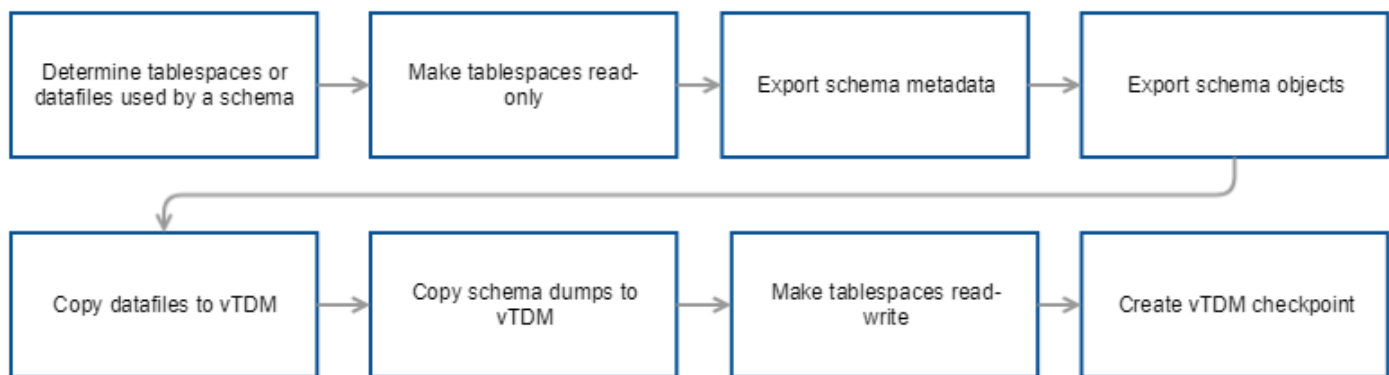 Determine tablespaces or
datafiles used by a schema
Make tablespaces read-
only
Export schema metadata
Export schema objects
Copy datafiles to vTDM
Copy schema dumps to
vTDM
Make tablespaces read-
write
Create vTDM checkpoint